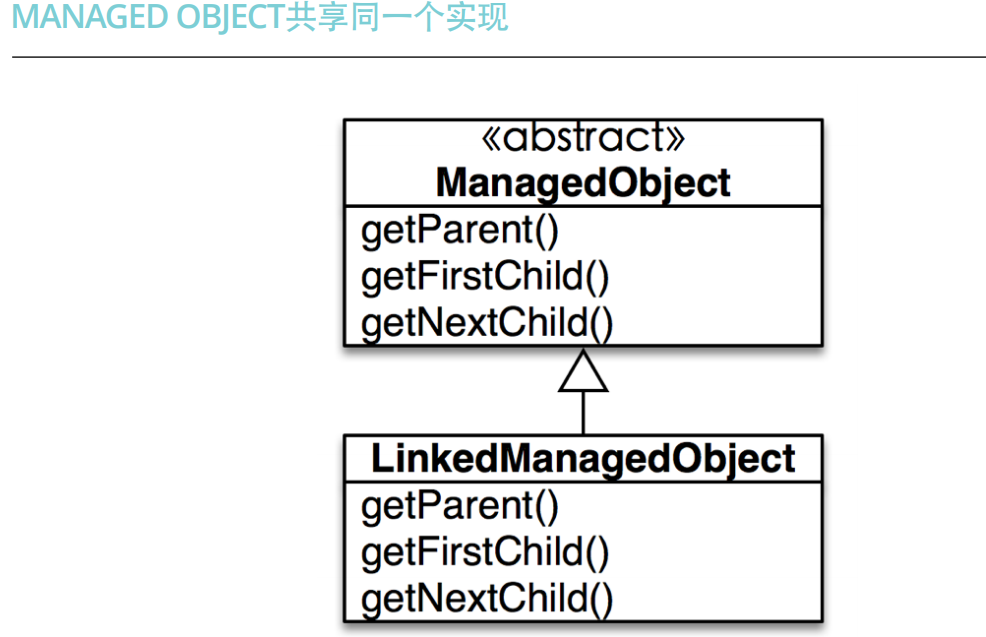 MANAGED OBJECT共享同一个实现
«abstract»
ManagedObject
getParent()
getFirstChild()
getNextChild()
LinkedManagedObject
getParent()
getFirstChild()
getNextChild()